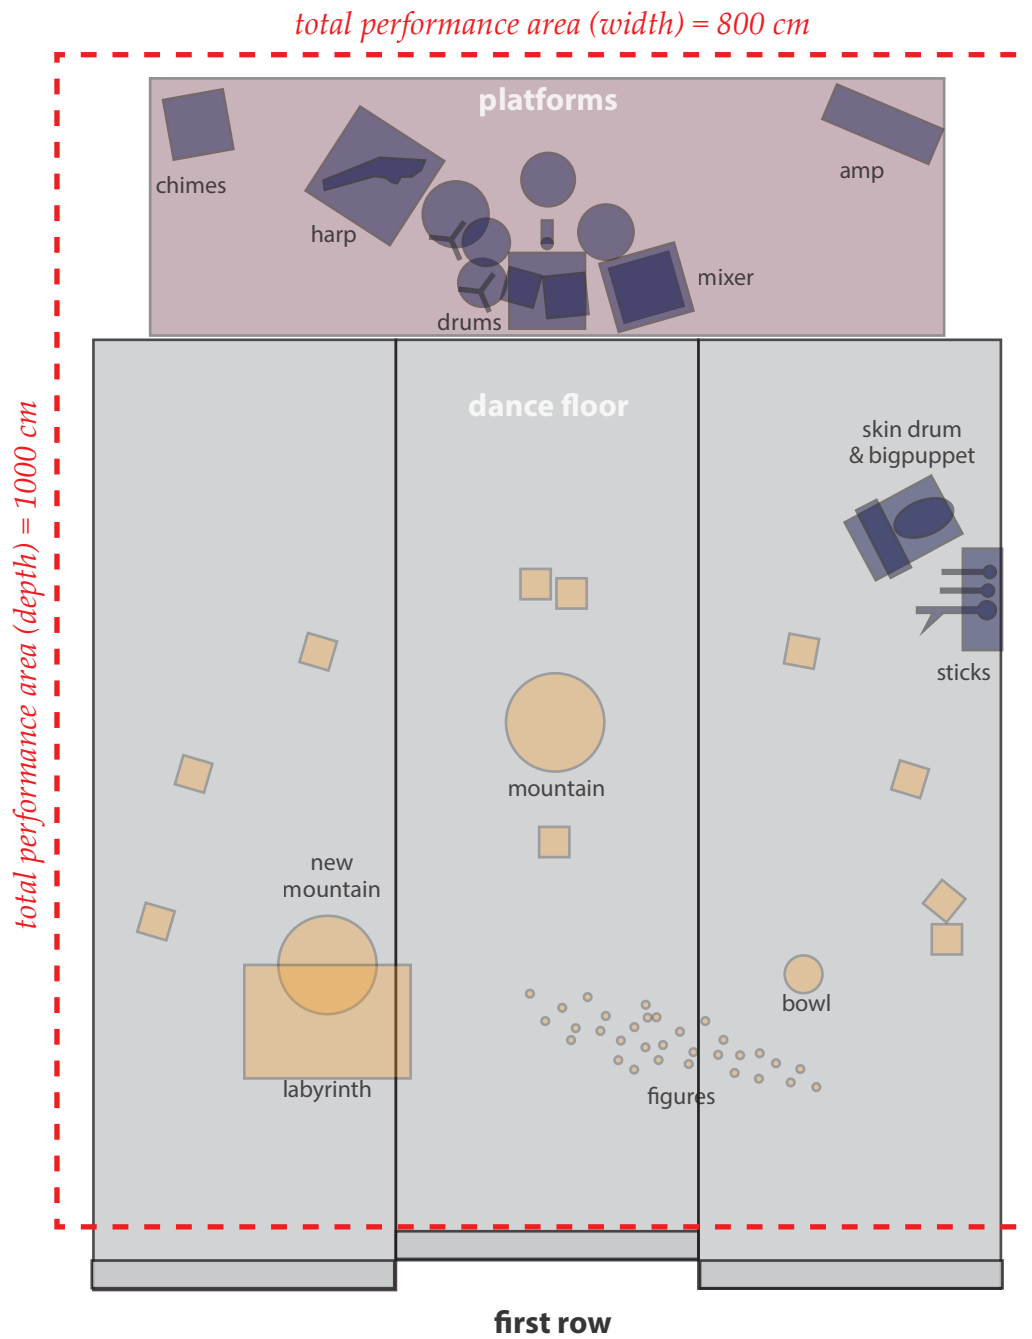 total performance area (width) = 800 cm
platforms
chimes
amp
harp
mixer
drums
dance floor
total performance area (depth) = 1000 cm
skin drum
& bigpuppet
sticks
mountain
new
mountain
bowl
labyrinth
figures
first row